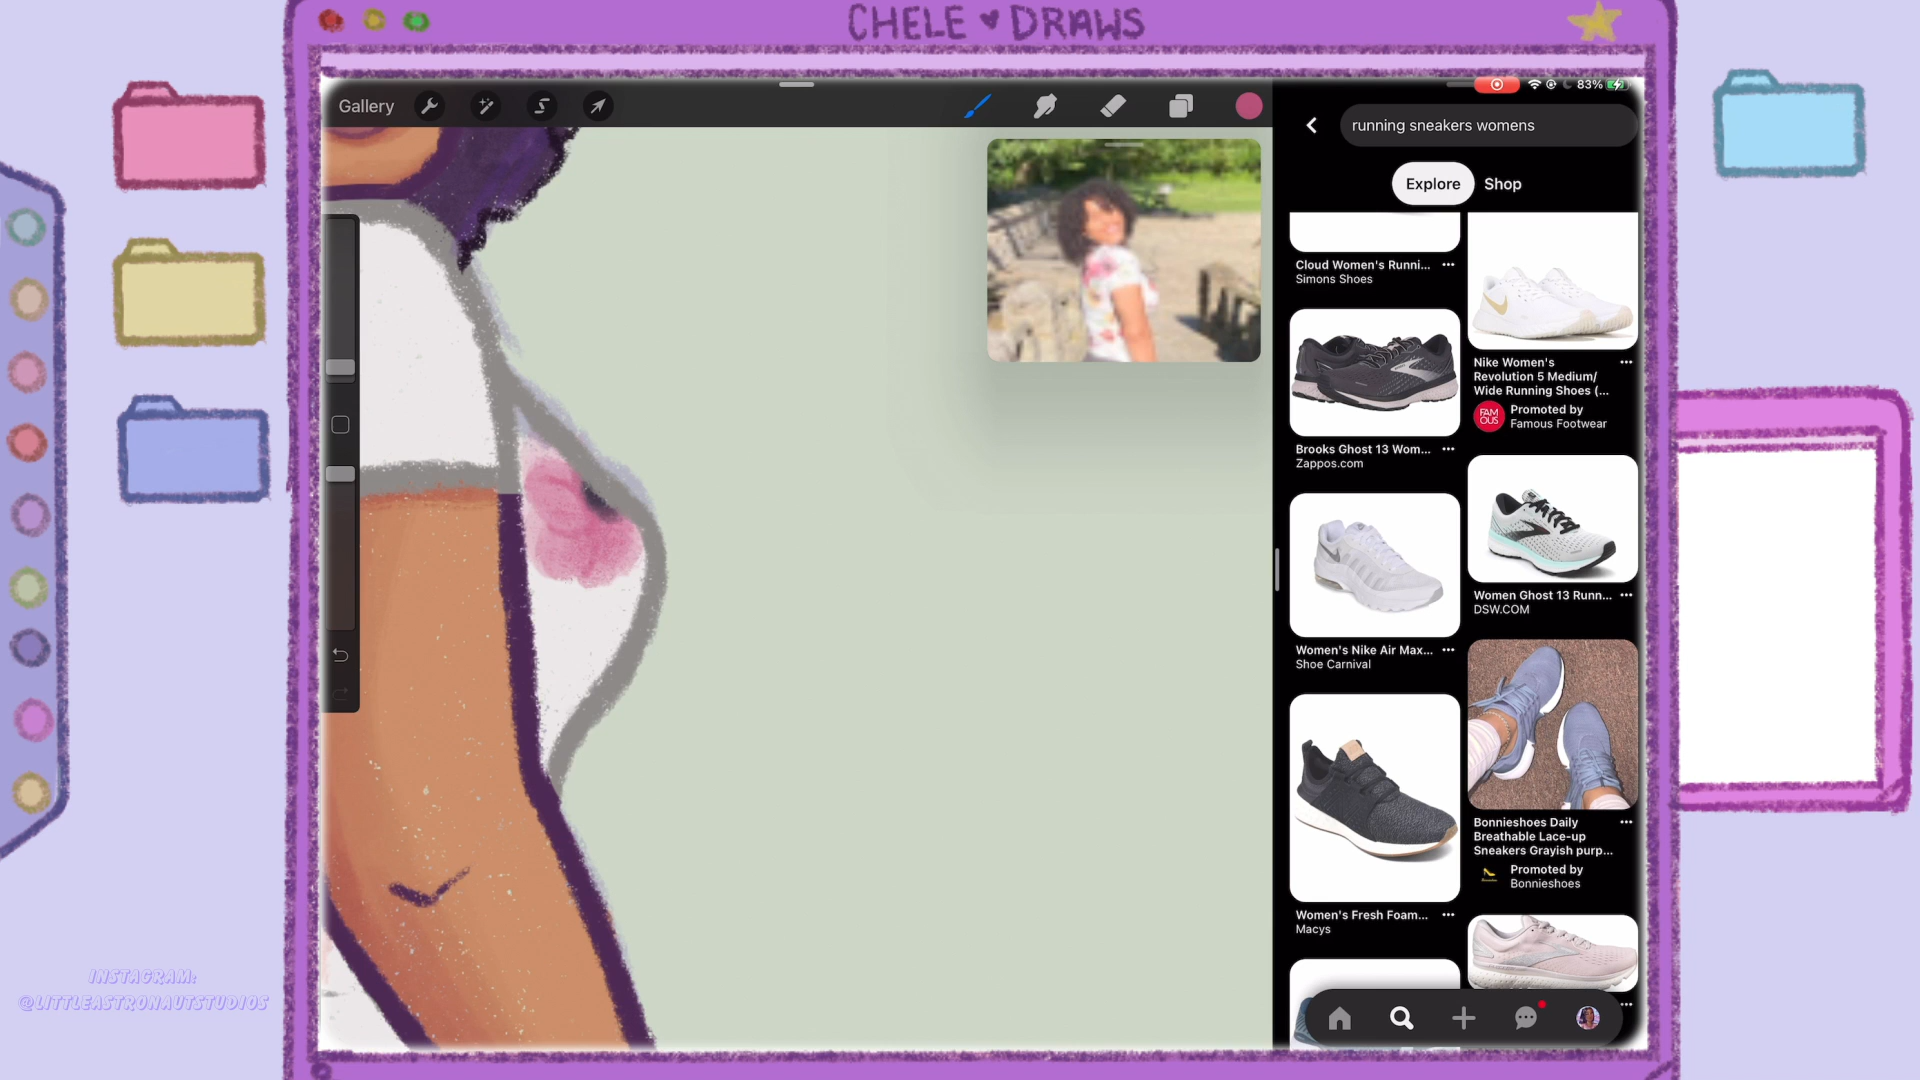 CHELE ♥ DRAWS
Gallery
83%
running sneakers womens
Explore
Shop
Cloud Women's Runni...
Simons Shoes
Nike Women's
Revolution 5 Medium/
Wide Running Shoes (...
FAM
OUS
Promoted by
Famous Footwear
Brooks Ghost 13 Wom...
Zappos.com
Women Ghost 13 Runn...
DSW.COM
Women's Nike Air Max...
Shoe Carnival
Bonnieshoes Daily
Breathable Lace-up
Sneakers Grayish purp...
Promoted by
Bonnieshoes
Women's Fresh Foam...
Macys
INSTAGRAM:
@LITTLEASTRONAUTSTUDIOS